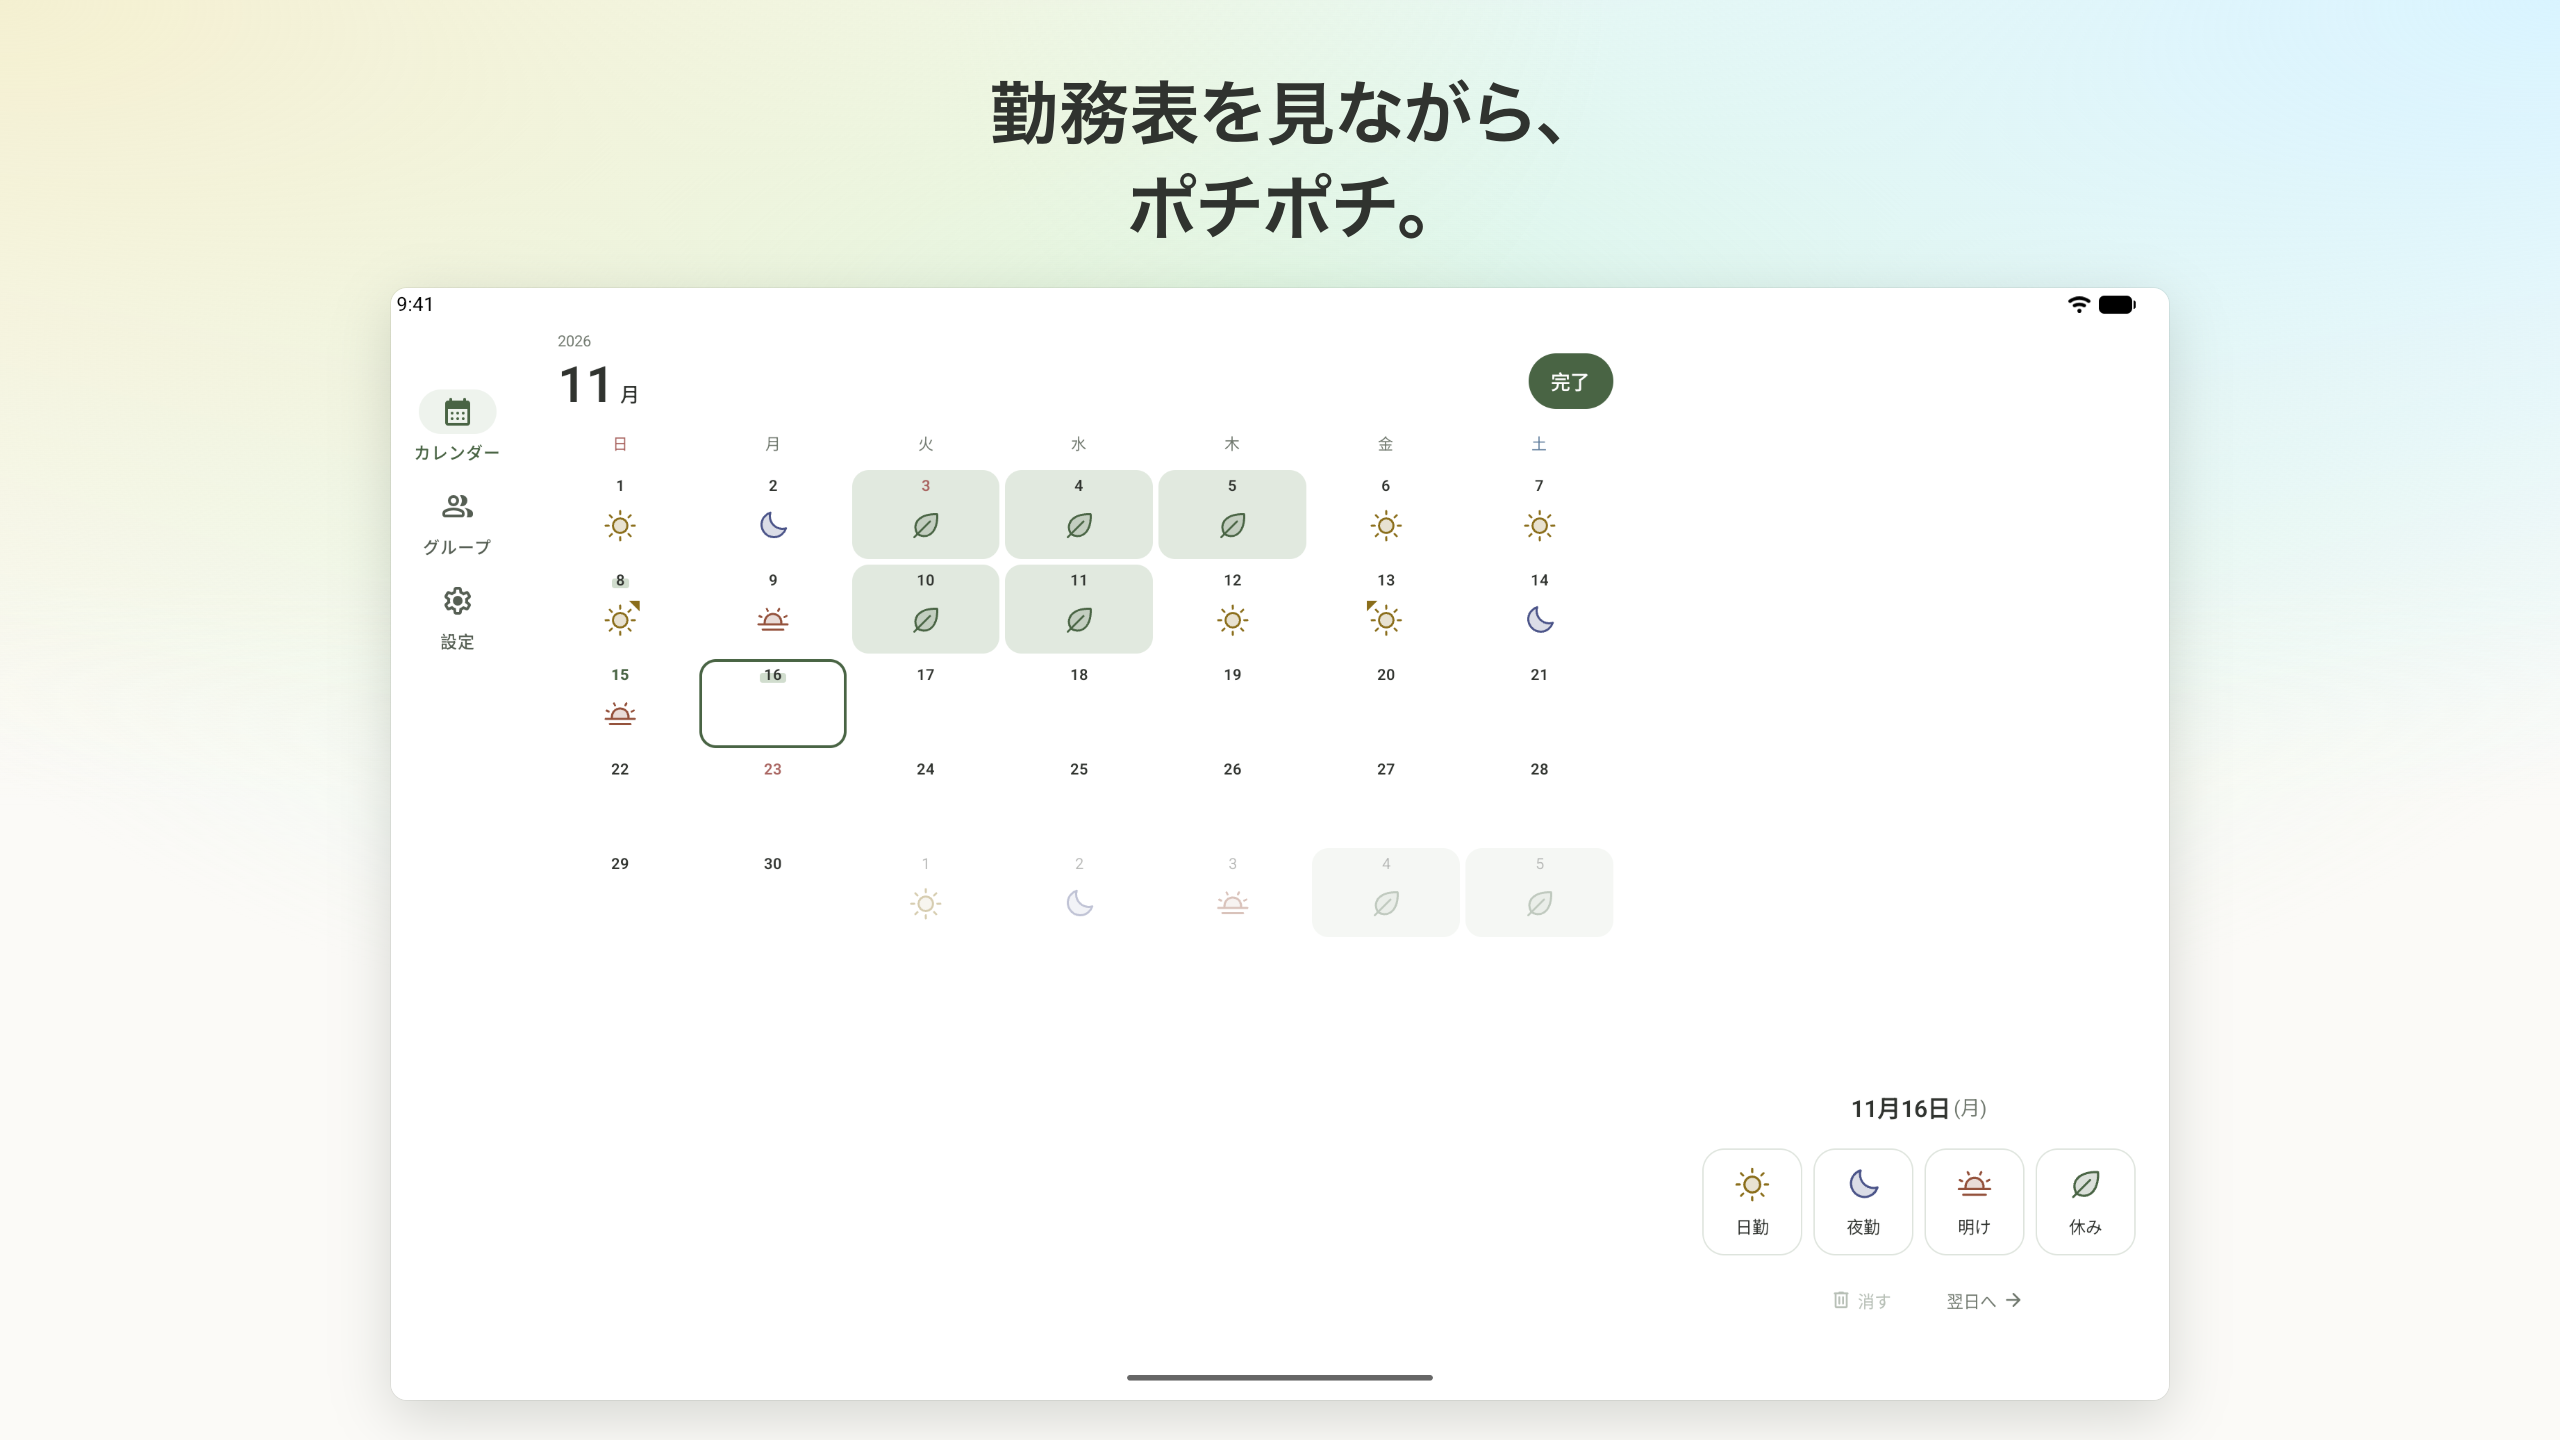 勤務表を見ながら、
ポチポチ。
9:41
2026
11月
完了
カレンダー
グループ
設定
日 月 火 水 木 金 土
1 2 3 4 5 6 7
8 9 10 11 12 13 14
15 16 17 18 19 20 21
22 23 24 25 26 27 28
29 30 1 2 3 4 5
11月16日(月)
日勤 夜勤 明け 休み
消す 翌日へ